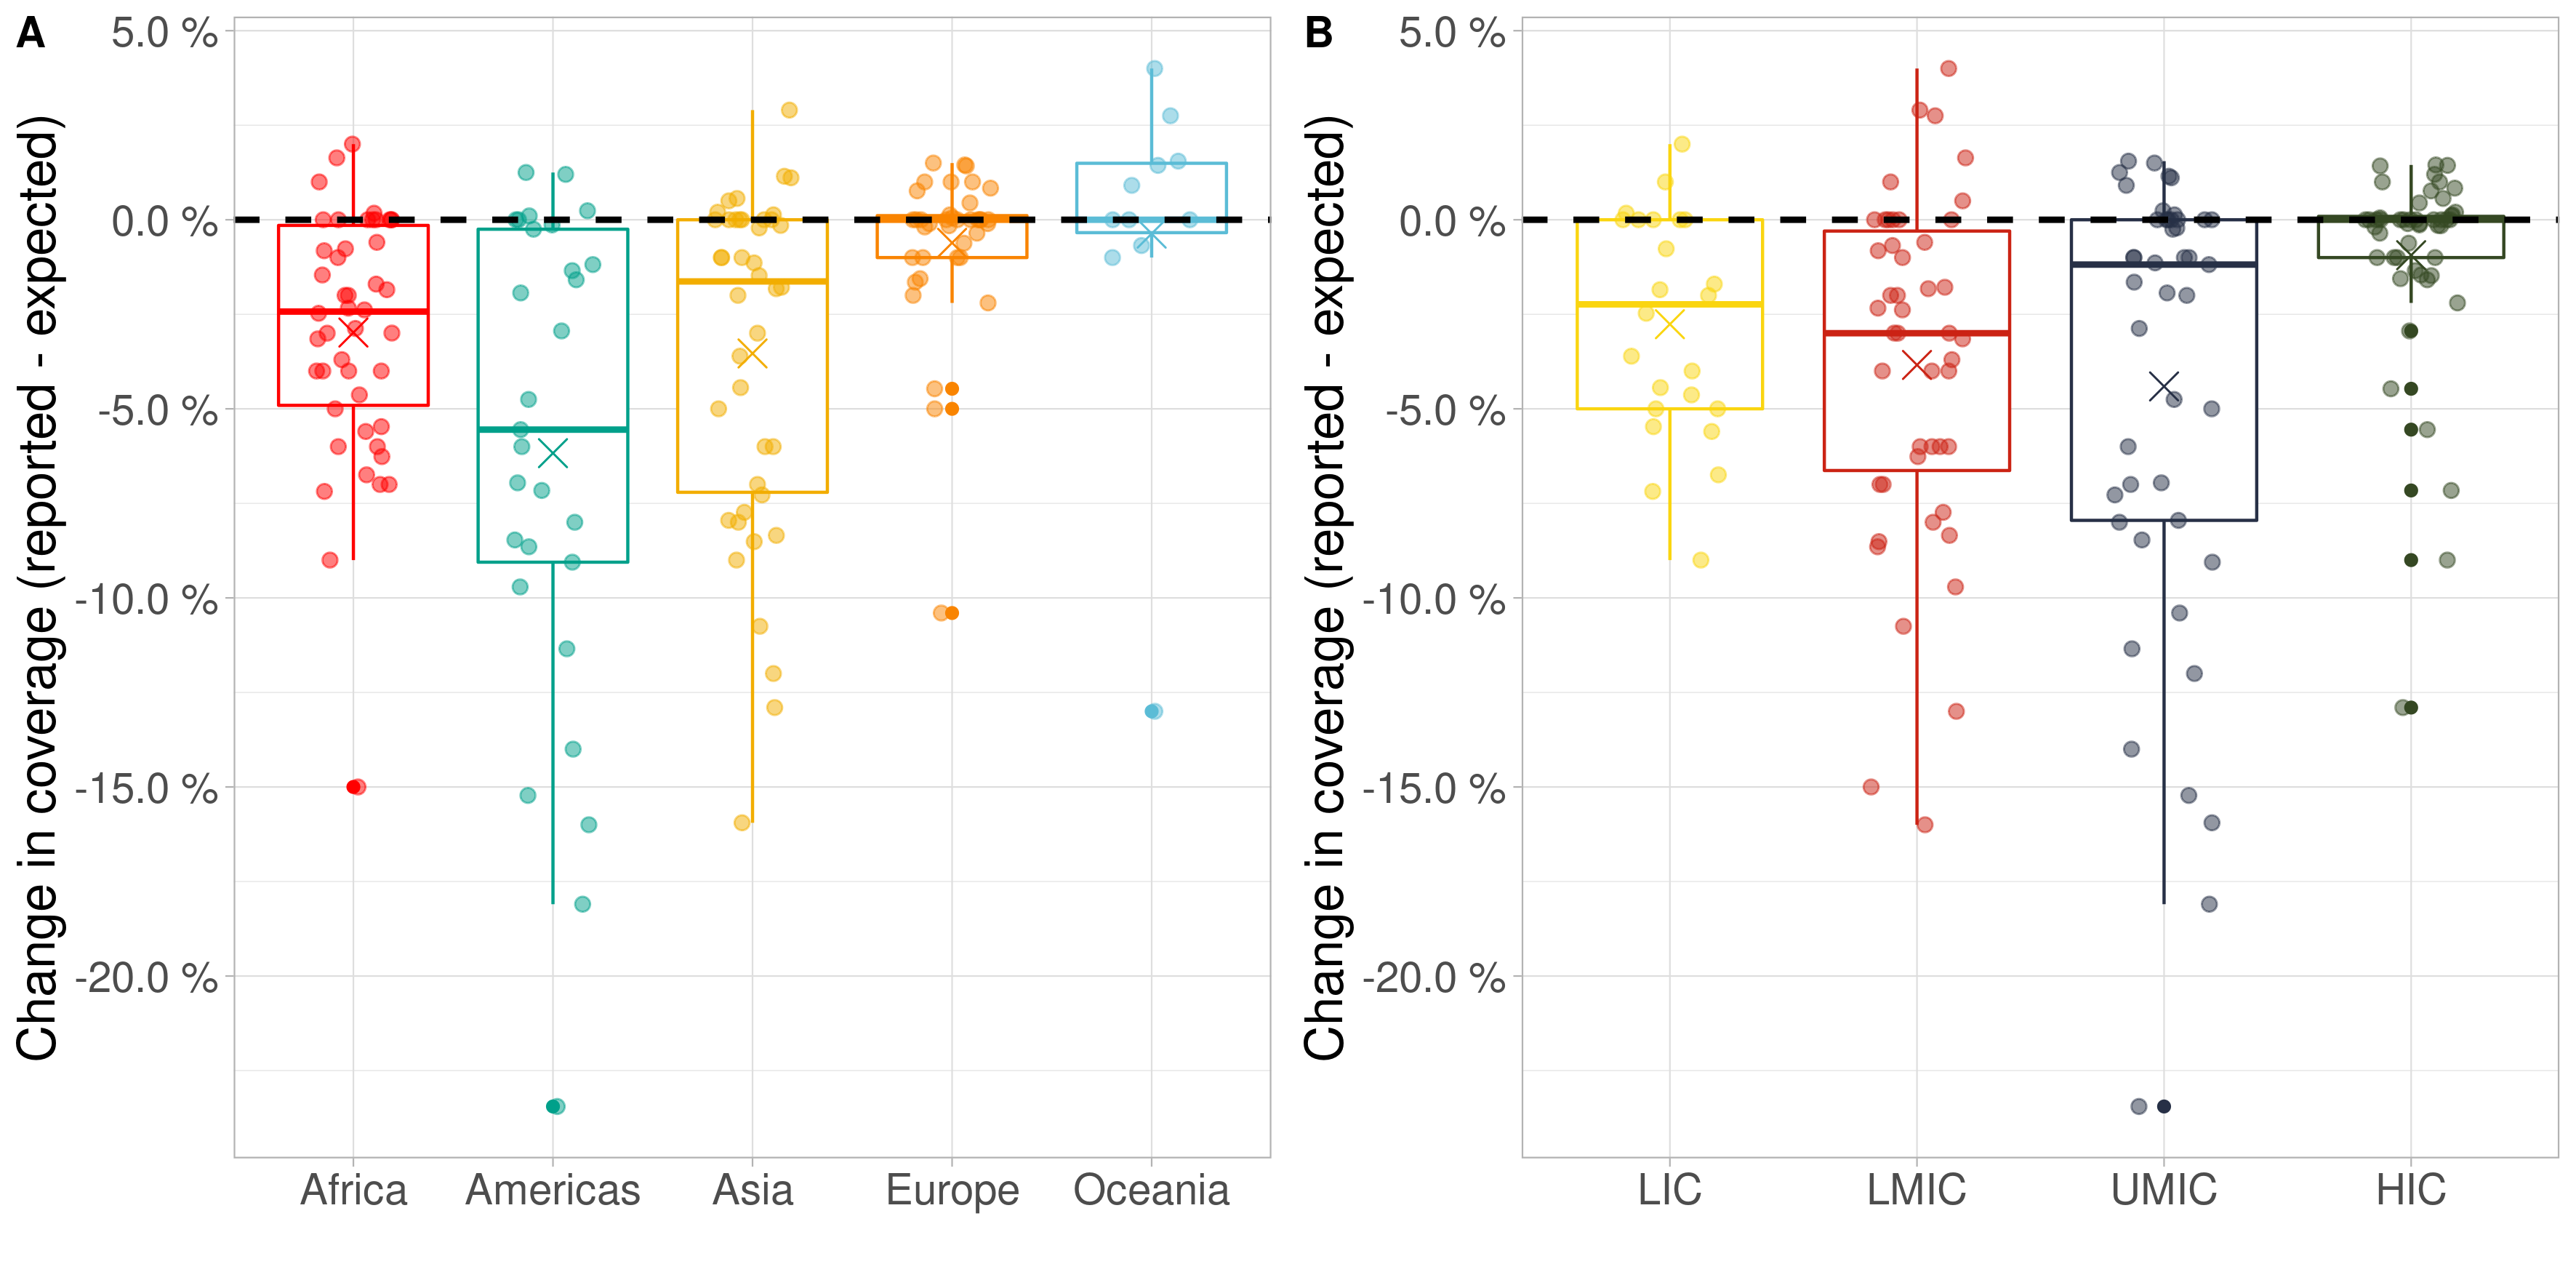 A
Change in coverage (reported - expected)
5.0 %
0.0 %
-5.0 %
-10.0 %
-15.0 %
-20.0 %
Africa Americas Asia Europe Oceania
B
Change in coverage (reported - expected)
5.0 %
0.0 %
-5.0 %
-10.0 %
-15.0 %
-20.0 %
LIC LMIC UMIC HIC